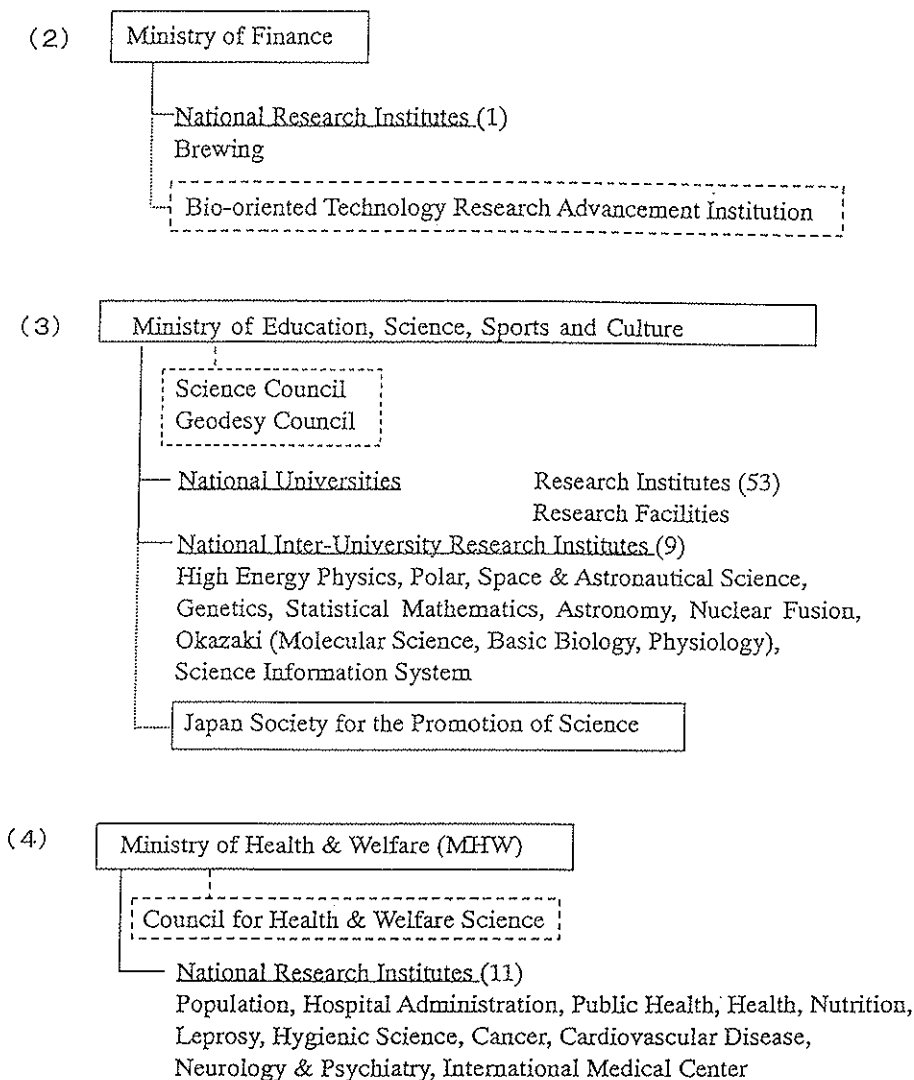 (2) Ministry of Finance
National Research Institutes (1)
Brewing
Bio-oriented Technology Research Advancement Institution
(3) Ministry of Education, Science, Sports and Culture
Science Council
Geodesy Council
National Universities Research Institutes (53)
Research Facilities
National Inter-University Research Institutes (9)
High Energy Physics, Polar, Space & Astronautical Science,
Genetics, Statistical Mathematics, Astronomy, Nuclear Fusion,
Okazaki (Molecular Science, Basic Biology, Physiology),
Science Information System
Japan Society for the Promotion of Science
(4) Ministry of Health & Welfare (MHW)
Council for Health & Welfare Science
National Research Institutes (11)
Population, Hospital Administration, Public Health, Health, Nutrition,
Leprosy, Hygienic Science, Cancer, Cardiovascular Disease,
Neurology & Psychiatry, International Medical Center